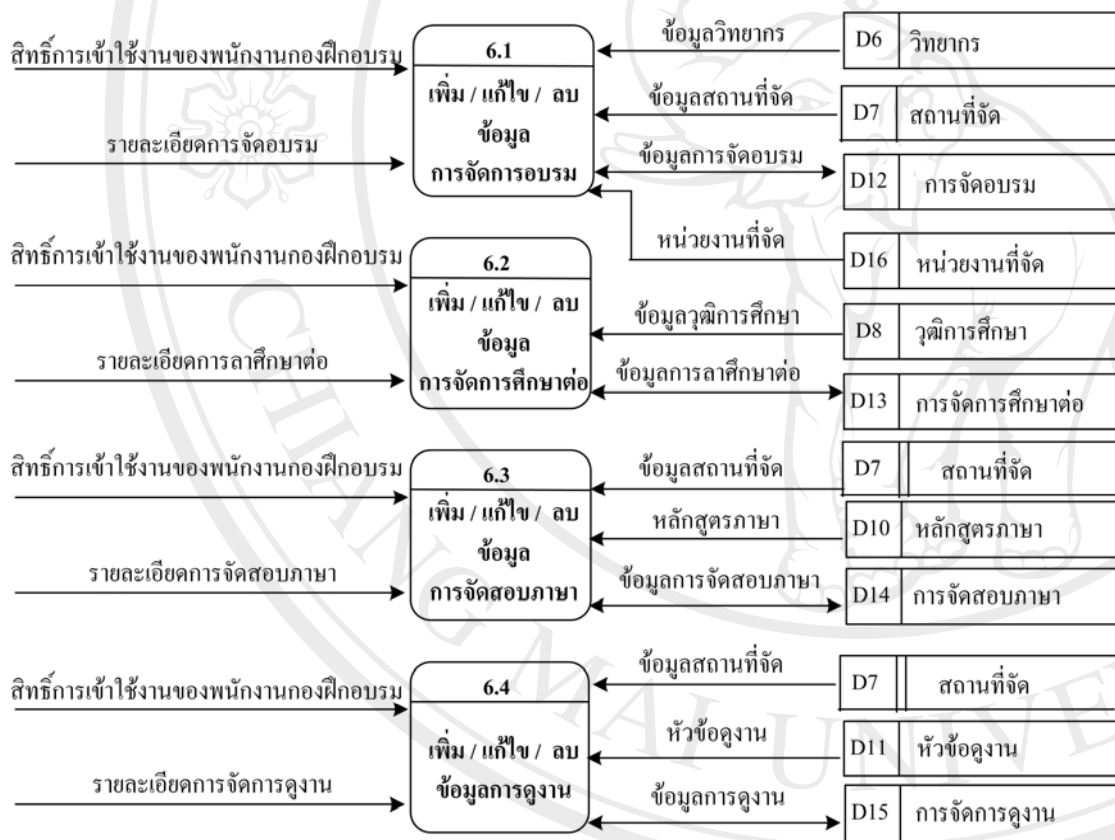 สิทธิ์การเข้าใช้งานของพนักงานกองฝึกอบรม
รายละเอียดการจัดอบรม
6.1
เพิ่ม / แก้ไข / ลบ
ข้อมูล
การจัดการอบรม
ข้อมูลวิทยากร
D6 วิทยากร
ข้อมูลสถานที่จัด
D7 สถานที่จัด
ข้อมูลการจัดอบรม
D12 การจัดอบรม
หน่วยงานที่จัด
D16 หน่วยงานที่จัด
สิทธิ์การเข้าใช้งานของพนักงานกองฝึกอบรม
รายละเอียดการลาศึกษาต่อ
6.2
เพิ่ม / แก้ไข / ลบ
ข้อมูล
การจัดการศึกษาต่อ
ข้อมูลวุฒิการศึกษา
D8 วุฒิการศึกษา
ข้อมูลการลาศึกษาต่อ
D13 การจัดการศึกษาต่อ
สิทธิ์การเข้าใช้งานของพนักงานกองฝึกอบรม
รายละเอียดการจัดสอบภาษา
6.3
เพิ่ม / แก้ไข / ลบ
ข้อมูล
การจัดสอบภาษา
ข้อมูลสถานที่จัด
D7 สถานที่จัด
หลักสูตรภาษา
D10 หลักสูตรภาษา
ข้อมูลการจัดสอบภาษา
D14 การจัดสอบภาษา
สิทธิ์การเข้าใช้งานของพนักงานกองฝึกอบรม
รายละเอียดการจัดการดูงาน
6.4
เพิ่ม / แก้ไข / ลบ
ข้อมูลการดูงาน
ข้อมูลสถานที่จัด
D7 สถานที่จัด
หัวข้อดูงาน
D11 หัวข้อดูงาน
ข้อมูลการดูงาน
D15 การจัดการดูงาน
CHIANG MAI UNIVE